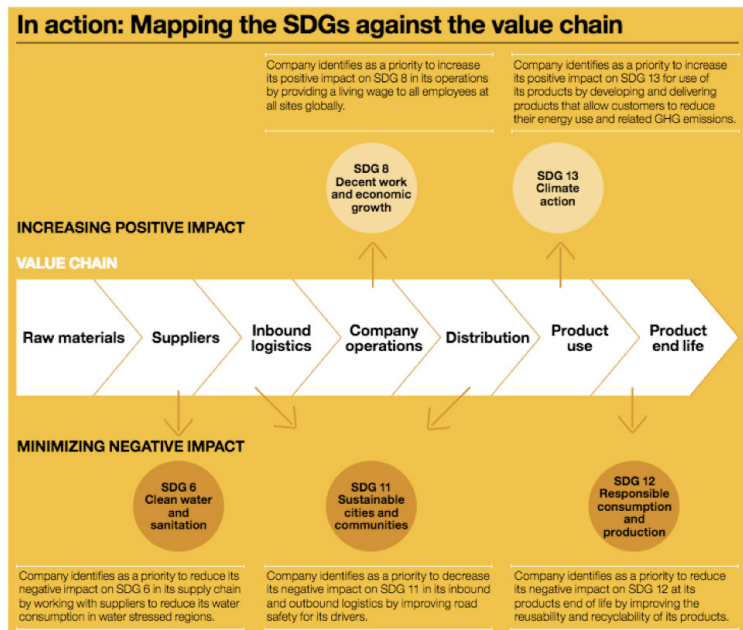 In action: Mapping the SDGs against the value chain
Company identifies as a priority to increase
its positive impact on SDG 8 in its operations
by providing a living wage to all employees at
all sites globally.
Company identifies as a priority to increase
its positive impact on SDG 13 for use of
its products by developing and delivering
products that allow customers to reduce
their energy use and related GHG emissions.
SDG 8
Decent work
and economic
growth
SDG 13
Climate
action
INCREASING POSITIVE IMPACT
VALUE CHAIN
Raw materials
Suppliers
Inbound
logistics
Company
operations
Distribution
Product
use
Product
end life
MINIMIZING NEGATIVE IMPACT
SDG 6
Clean water
and
sanitation
SDG 11
Sustainable
cities and
communities
SDG 12
Responsible
consumption
and
production
Company identifies as a priority to reduce its
negative impact on SDG 6 in its supply chain
by working with suppliers to reduce its water
consumption in water stressed regions.
Company identifies as a priority to decrease
its negative impact on SDG 11 in its inbound
and outbound logistics by improving road
safety for its drivers.
Company identifies as a priority to reduce
its negative impact on SDG 12 at its
products end of life by improving the
reusability and recyclability of its products.